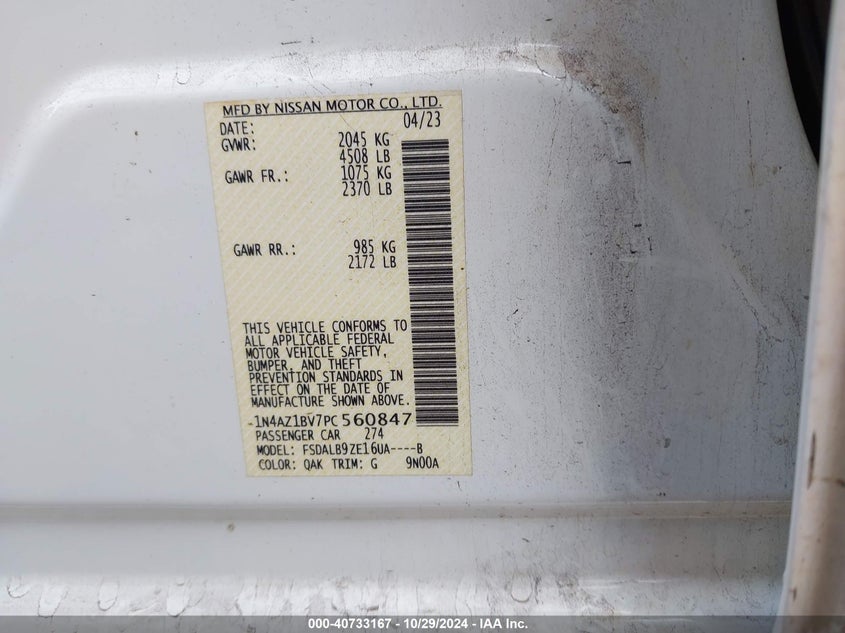 MFD BY NISSAN MOTOR CO., LTD.
DATE: 04/23
GVWR: 2045 KG
4508 LB
GAWR FR.: 1075 KG
2370 LB
GAWR RR.: 985 KG
2172 LB
THIS VEHICLE CONFORMS TO
ALL APPLICABLE FEDERAL
MOTOR VEHICLE SAFETY,
BUMPER, AND THEFT
PREVENTION STANDARDS IN
EFFECT ON THE DATE OF
MANUFACTURE SHOWN ABOVE.
1N4AZ1BV7PC560847
PASSENGER CAR 274
MODEL: FSDALB9ZE16UA----B
COLOR: QAK TRIM: G 9N00A
000-40733167 - 10/29/2024 - IAA Inc.